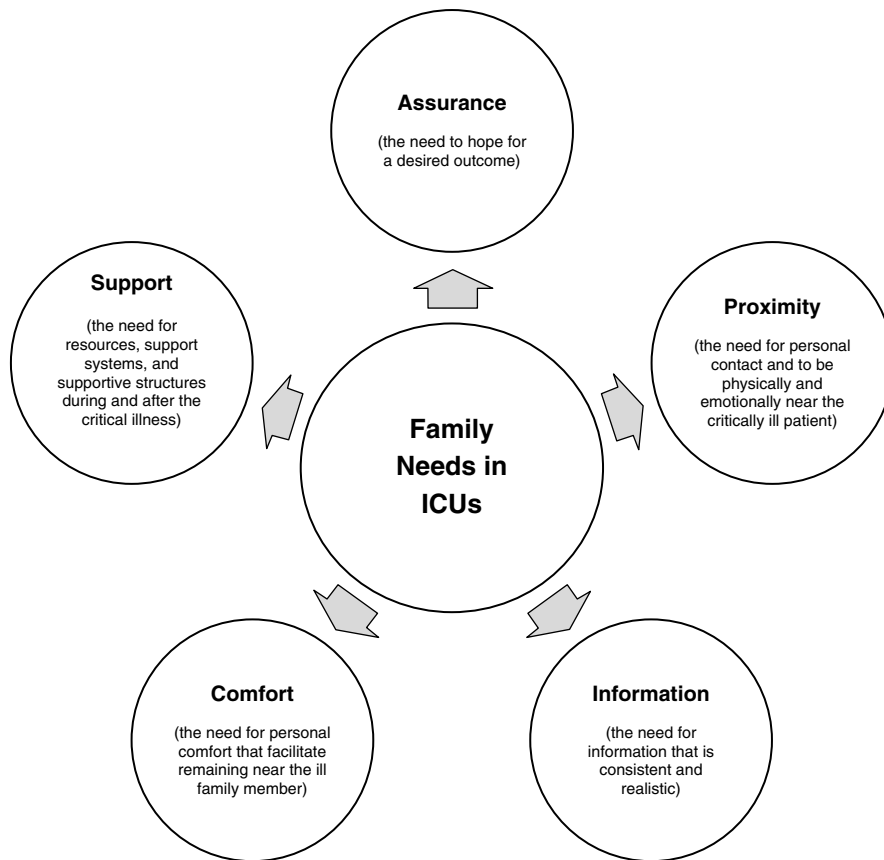 Assurance
(the need to hope for
a desired outcome)
Support
(the need for
resources, support
systems, and
supportive structures
during and after the
critical illness)
Proximity
(the need for personal
contact and to be
physically and
emotionally near the
critically ill patient)
Family
Needs in
ICUs
Comfort
(the need for personal
comfort that facilitate
remaining near the ill
family member)
Information
(the need for
information that is
consistent and
realistic)